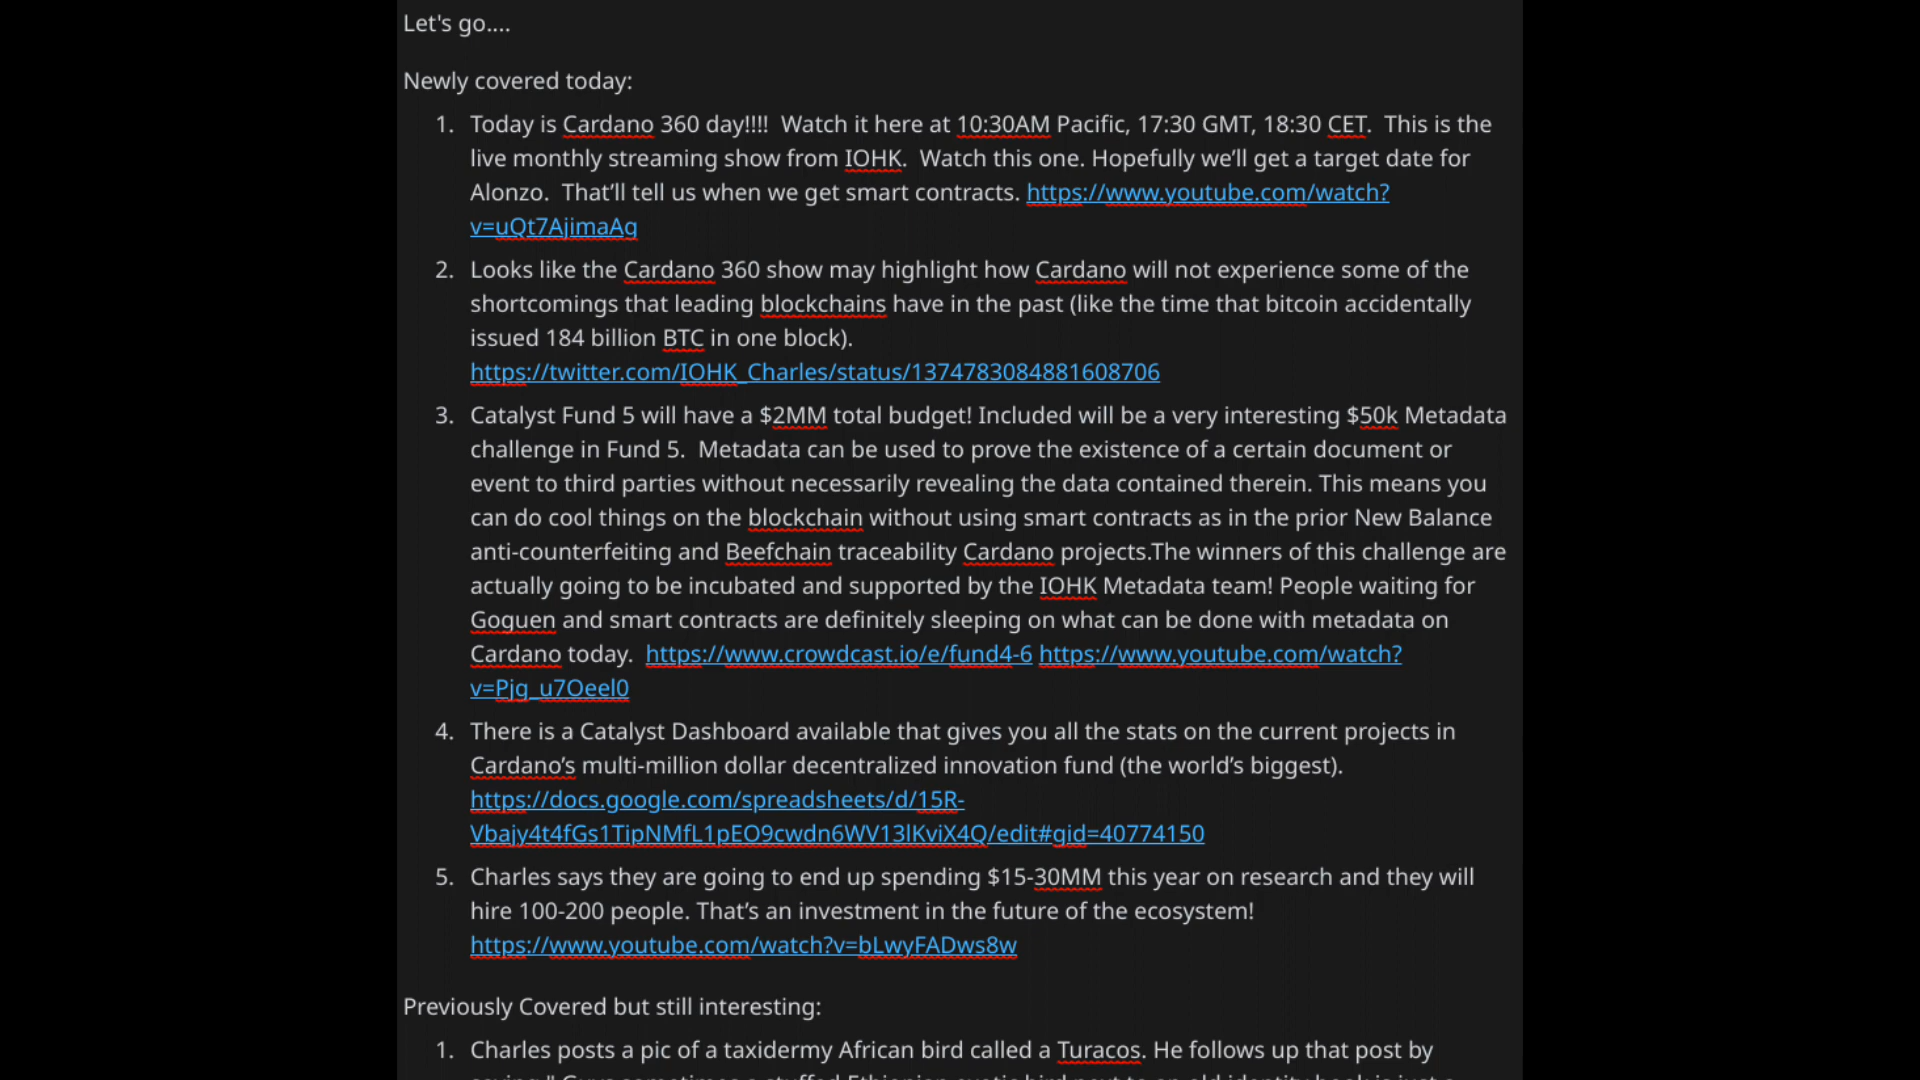 Let's go....
Newly covered today:
1. Today is Cardano 360 day!!!!  Watch it here at 10:30AM Pacific, 17:30 GMT, 18:30 CET.  This is the
live monthly streaming show from IOHK.  Watch this one. Hopefully we’ll get a target date for
Alonzo.  That’ll tell us when we get smart contracts. https://www.youtube.com/watch?
v=uQt7AjimaAg
2. Looks like the Cardano 360 show may highlight how Cardano will not experience some of the
shortcomings that leading blockchains have in the past (like the time that bitcoin accidentally
issued 184 billion BTC in one block).
https://twitter.com/IOHK_Charles/status/1374783084881608706
3. Catalyst Fund 5 will have a $2MM total budget! Included will be a very interesting $50k Metadata
challenge in Fund 5.  Metadata can be used to prove the existence of a certain document or
event to third parties without necessarily revealing the data contained therein. This means you
can do cool things on the blockchain without using smart contracts as in the prior New Balance
anti-counterfeiting and Beefchain traceability Cardano projects.The winners of this challenge are
actually going to be incubated and supported by the IOHK Metadata team! People waiting for
Goguen and smart contracts are definitely sleeping on what can be done with metadata on
Cardano today.  https://www.crowdcast.io/e/fund4-6 https://www.youtube.com/watch?
v=Pjg_u7Oeel0
4. There is a Catalyst Dashboard available that gives you all the stats on the current projects in
Cardano’s multi-million dollar decentralized innovation fund (the world’s biggest).
https://docs.google.com/spreadsheets/d/15R-
Vbajy4t4fGs1TipNMfL1pEO9cwdn6WV13lKviX4Q/edit#gid=40774150
5. Charles says they are going to end up spending $15-30MM this year on research and they will
hire 100-200 people. That’s an investment in the future of the ecosystem!
https://www.youtube.com/watch?v=bLwyFADws8w
Previously Covered but still interesting:
1. Charles posts a pic of a taxidermy African bird called a Turacos. He follows up that post by